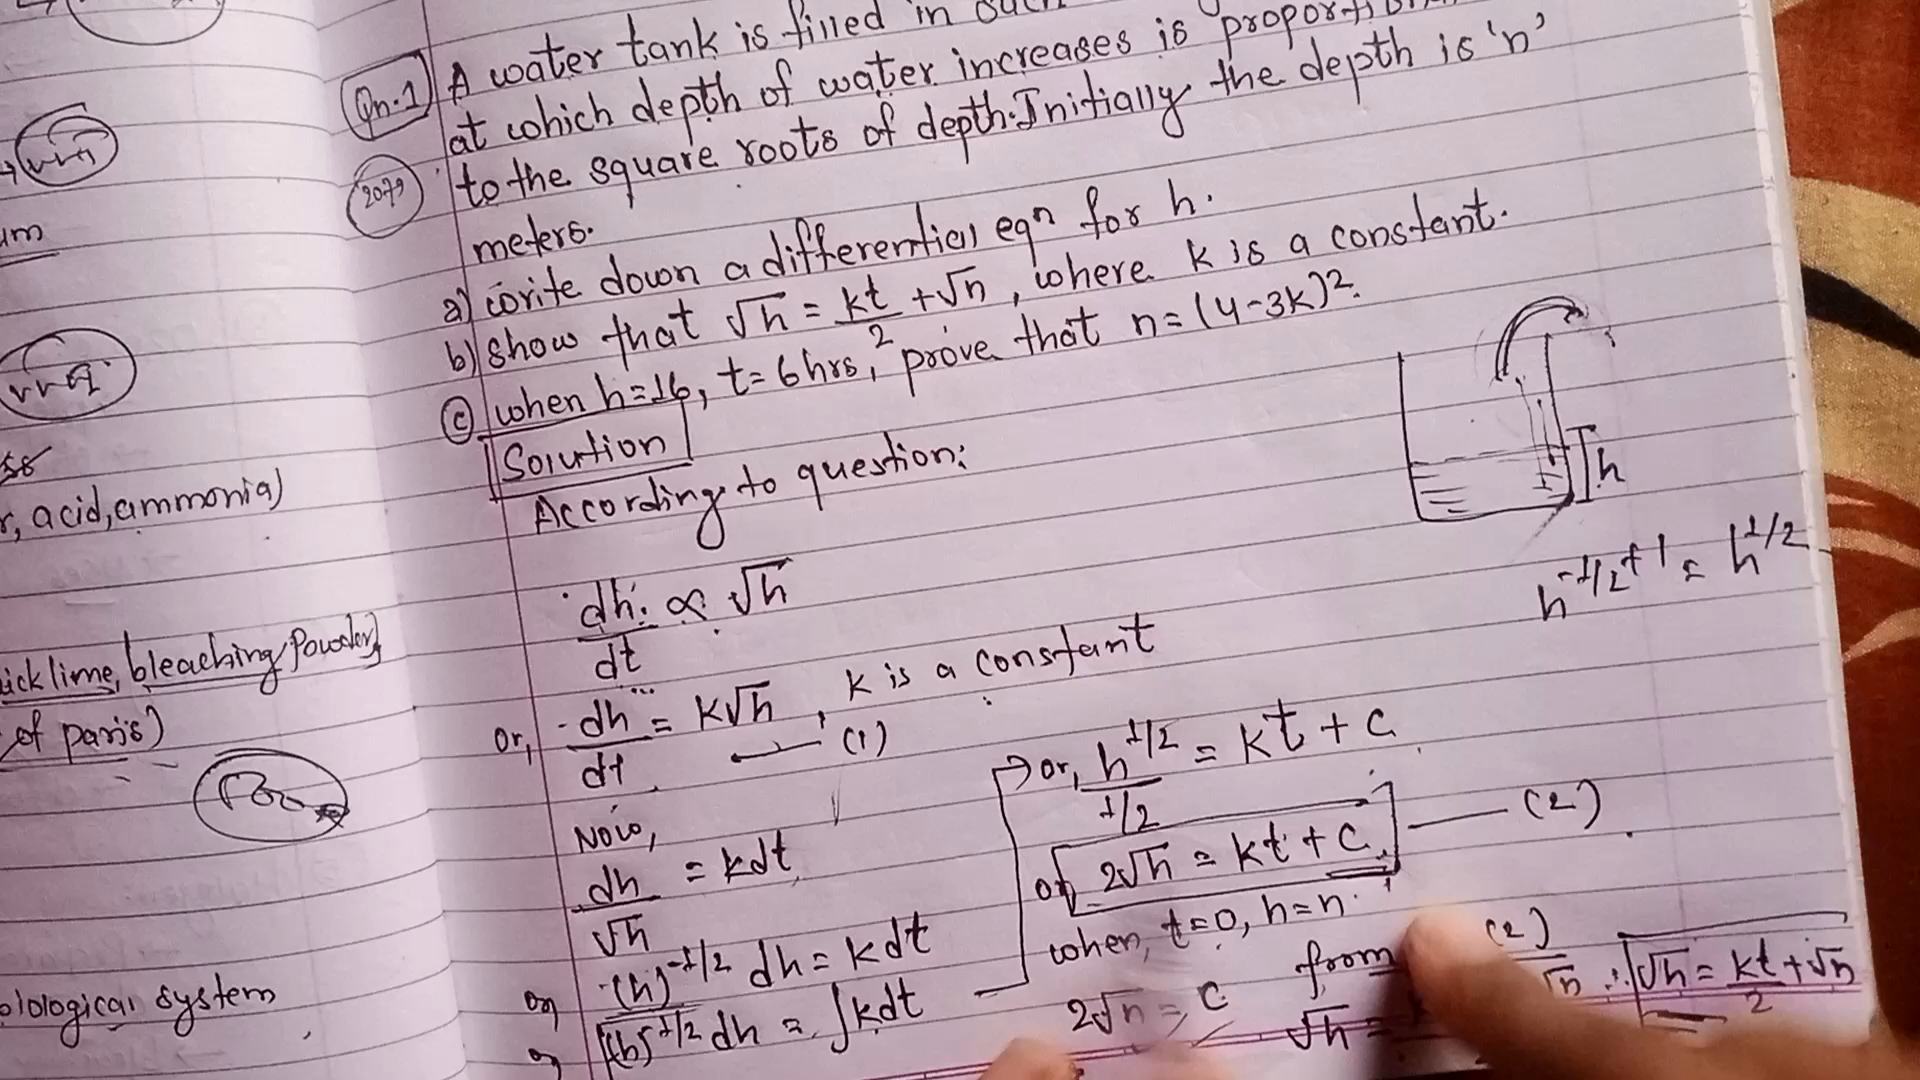 Qn.1 A water tank is filled in such
at which depth of water increases is proportional
2079 to the square roots of depth. Initially the depth is 'n'
meters.
a) write down a differential eqn for h.
b) show that √h = kt/2 + √n, where k is a constant.
c) when h=16, t=6hrs, prove that n=(4-3k)².
Solution
According to question:
h
dh/dt ∝ √h
h^-1/2+1 = h^1/2
or, dh/dt = k√h, k is a constant
(1)
Now,
dh/√h = kdt
or (h)^-1/2 dh = kdt
or ∫(h)^-1/2 dh = ∫kdt
or, h^1/2 / 1/2 = kt + c
or 2√h = kt + c (2)
when, t=0, h=n
2√n = c
from (2)
√h =
√n ∴ √h = kt/2 + √n
um
r, acid, ammonia)
lime, bleaching Powder,
of paris)
system